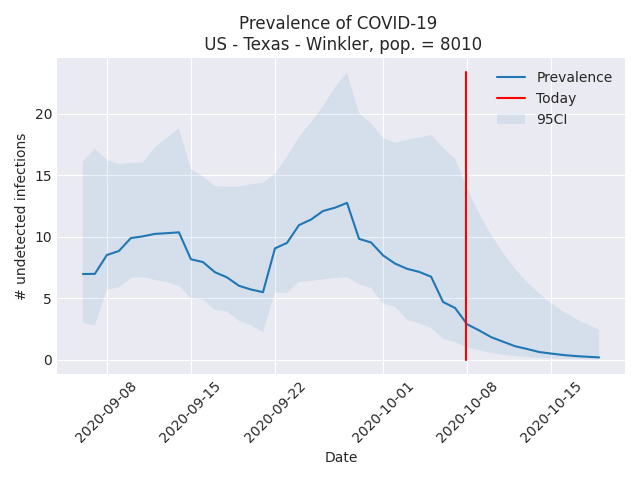 Prevalence of COVID-19
US - Texas - Winkler, pop. = 8010
Prevalence
Today
95CI
# undetected infections
20
15
10
5
0
2020-09-08
2020-09-15
2020-09-22
2020-10-01
2020-10-08
2020-10-15
Date